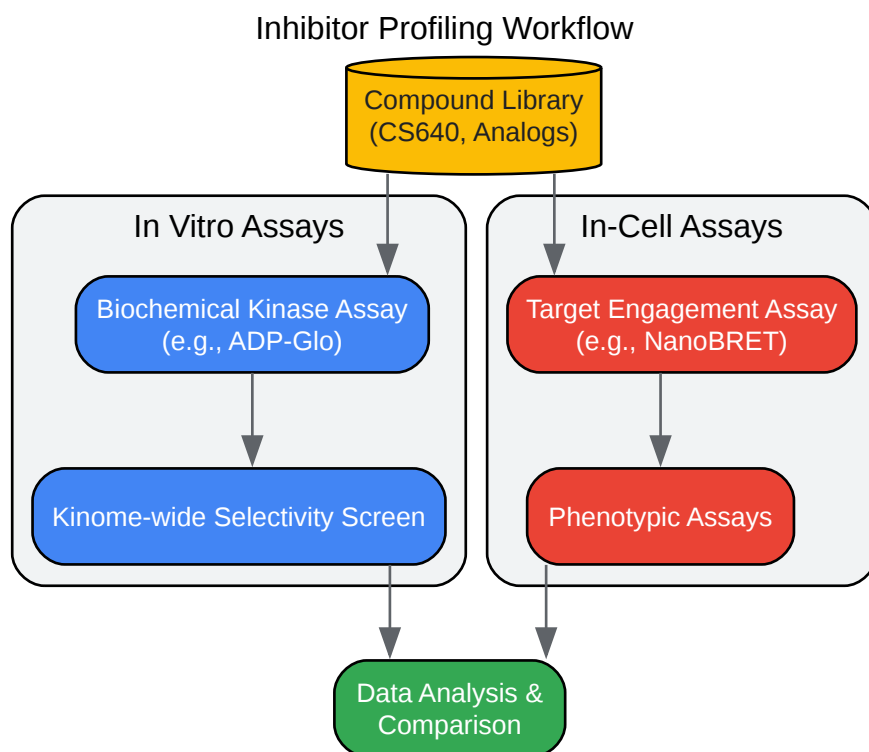 Inhibitor Profiling Workflow
Compound Library
(CS640, Analogs)
In Vitro Assays
Biochemical Kinase Assay
(e.g., ADP-Glo)
Kinome-wide Selectivity Screen
In-Cell Assays
Target Engagement Assay
(e.g., NanoBRET)
Phenotypic Assays
Data Analysis &
Comparison